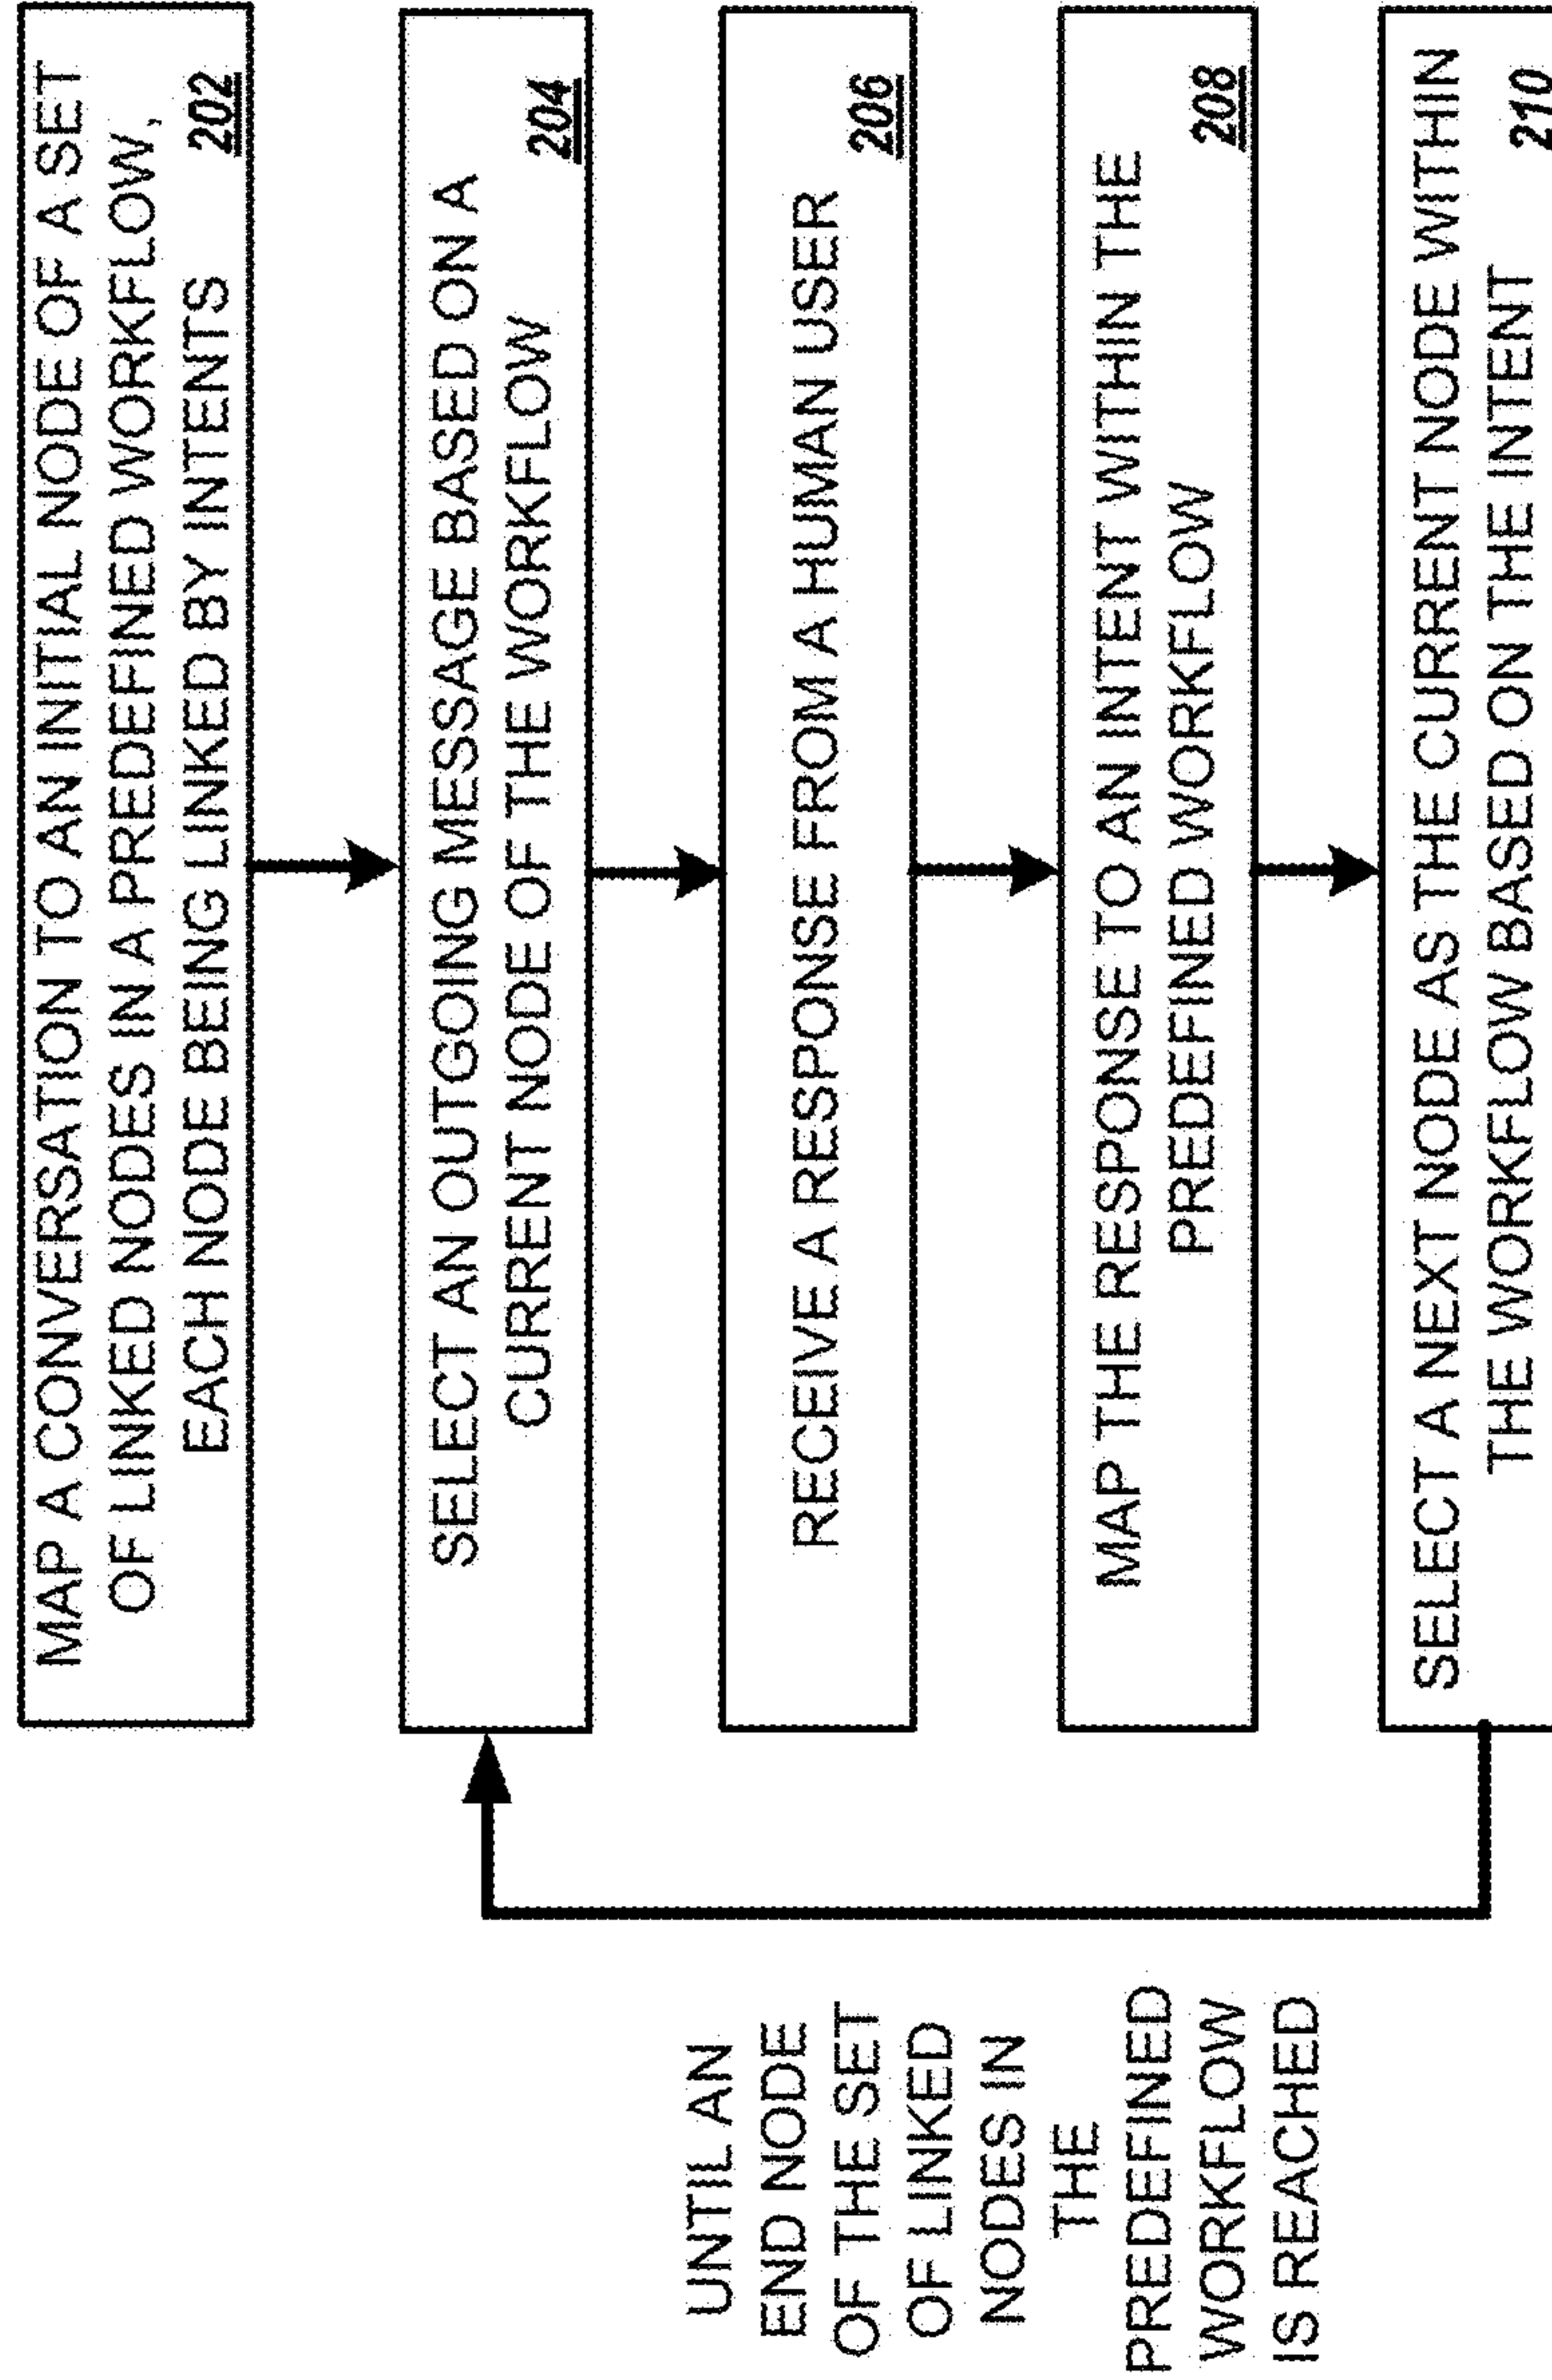 MAP A CONVERSATION TO AN INITIAL NODE OF A SET
OF LINKED NODES IN A PREDEFINED WORKFLOW,
EACH NODE BEING LINKED BY INTENTS
202
SELECT AN OUTGOING MESSAGE BASED ON A
CURRENT NODE OF THE WORKFLOW
204
RECEIVE A RESPONSE FROM A HUMAN USER
206
MAP THE RESPONSE TO AN INTENT WITHIN THE
PREDEFINED WORKFLOW
208
SELECT A NEXT NODE AS THE CURRENT NODE WITHIN
THE WORKFLOW BASED ON THE INTENT
210
UNTIL AN
END NODE
OF THE SET
OF LINKED
NODES IN
THE
PREDEFINED
WORKFLOW
IS REACHED